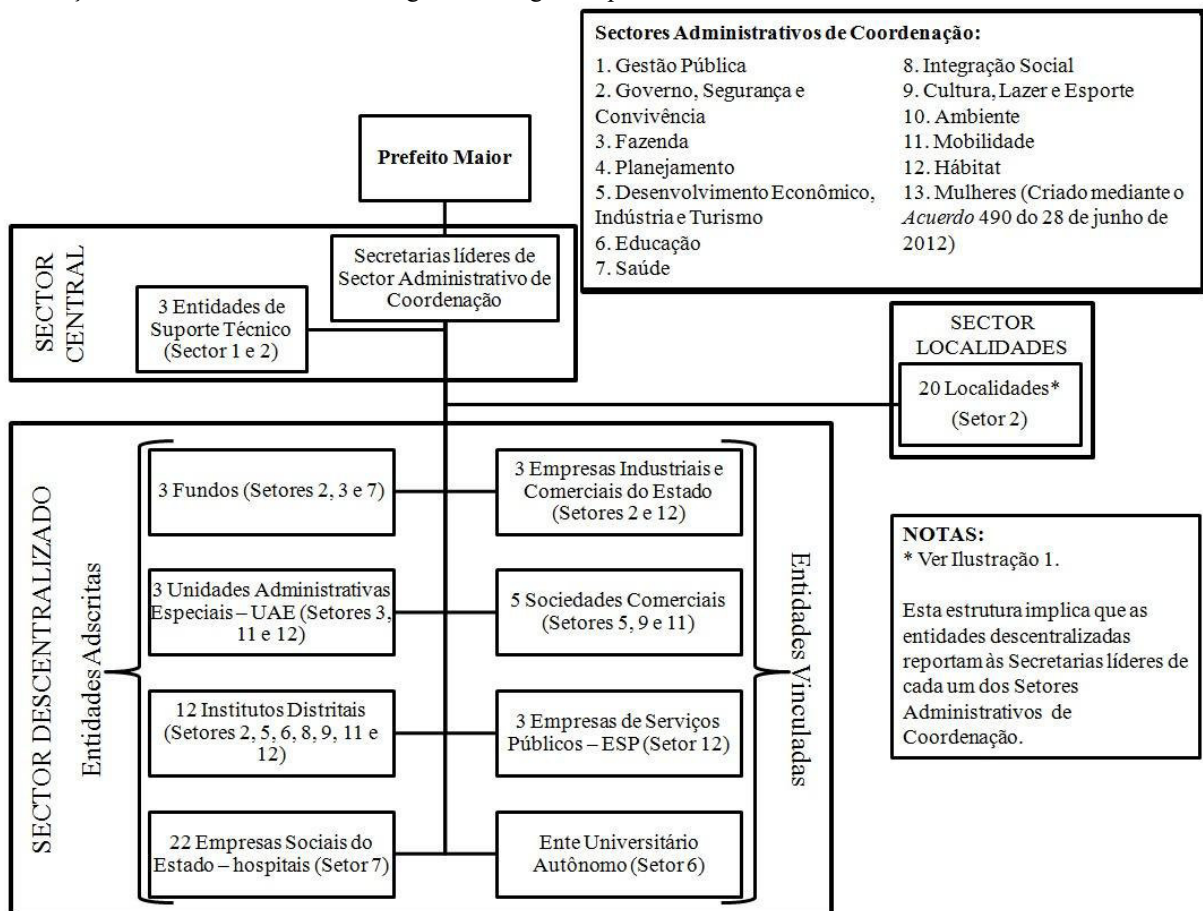 Sectores Administrativos de Coordenação:
1. Gestão Pública
2. Governo, Segurança e
Convivência
3. Fazenda
4. Planejamento
5. Desenvolvimento Econômico,
Indústria e Turismo
6. Educação
7. Saúde
8. Integração Social
9. Cultura, Lazer e Esporte
10. Ambiente
11. Mobilidade
12. Hábitat
13. Mulheres (Criado mediante o
Acuerdo 490 do 28 de junho de
2012)
Prefeito Maior
SECTOR
CENTRAL
Secretarias líderes de
Sector Administrativo de
Coordenação
3 Entidades de
Suporte Técnico
(Sector 1 e 2)
SECTOR
LOCALIDADES
20 Localidades*
(Setor 2)
SECTOR DESCENTRALIZADO
Entidades Adscritas
3 Fundos (Setores 2, 3 e 7)
3 Unidades Administrativas
Especiais – UAE (Setores 3,
11 e 12)
12 Institutos Distritais
(Setores 2, 5, 6, 8, 9, 11 e
12)
22 Empresas Sociais do
Estado – hospitais (Setor 7)
3 Empresas Industriais e
Comerciais do Estado
(Setores 2 e 12)
5 Sociedades Comerciais
(Setores 5, 9 e 11)
3 Empresas de Serviços
Públicos – ESP (Setor 12)
Ente Universitário
Autônomo (Setor 6)
Entidades Vinculadas
NOTAS:
* Ver Ilustração 1.
Esta estrutura implica que as
entidades descentralizadas
reportam às Secretarias líderes de
cada um dos Setores
Administrativos de
Coordenação.